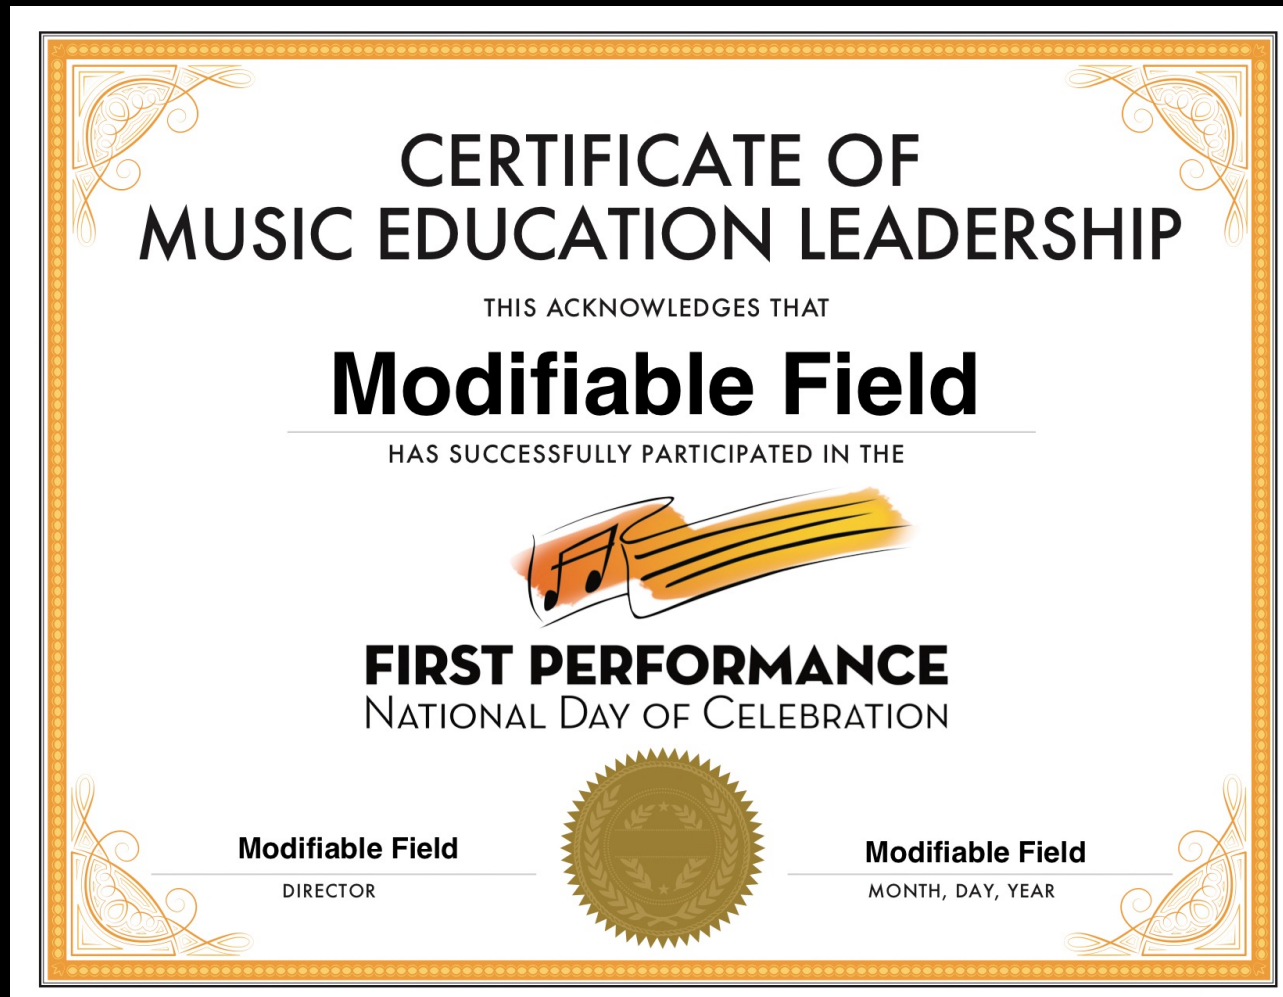 CERTIFICATE OF
MUSIC EDUCATION LEADERSHIP
THIS ACKNOWLEDGES THAT
Modifiable Field
HAS SUCCESSFULLY PARTICIPATED IN THE
FIRST PERFORMANCE
NATIONAL DAY OF CELEBRATION
Modifiable Field
DIRECTOR
Modifiable Field
MONTH, DAY, YEAR